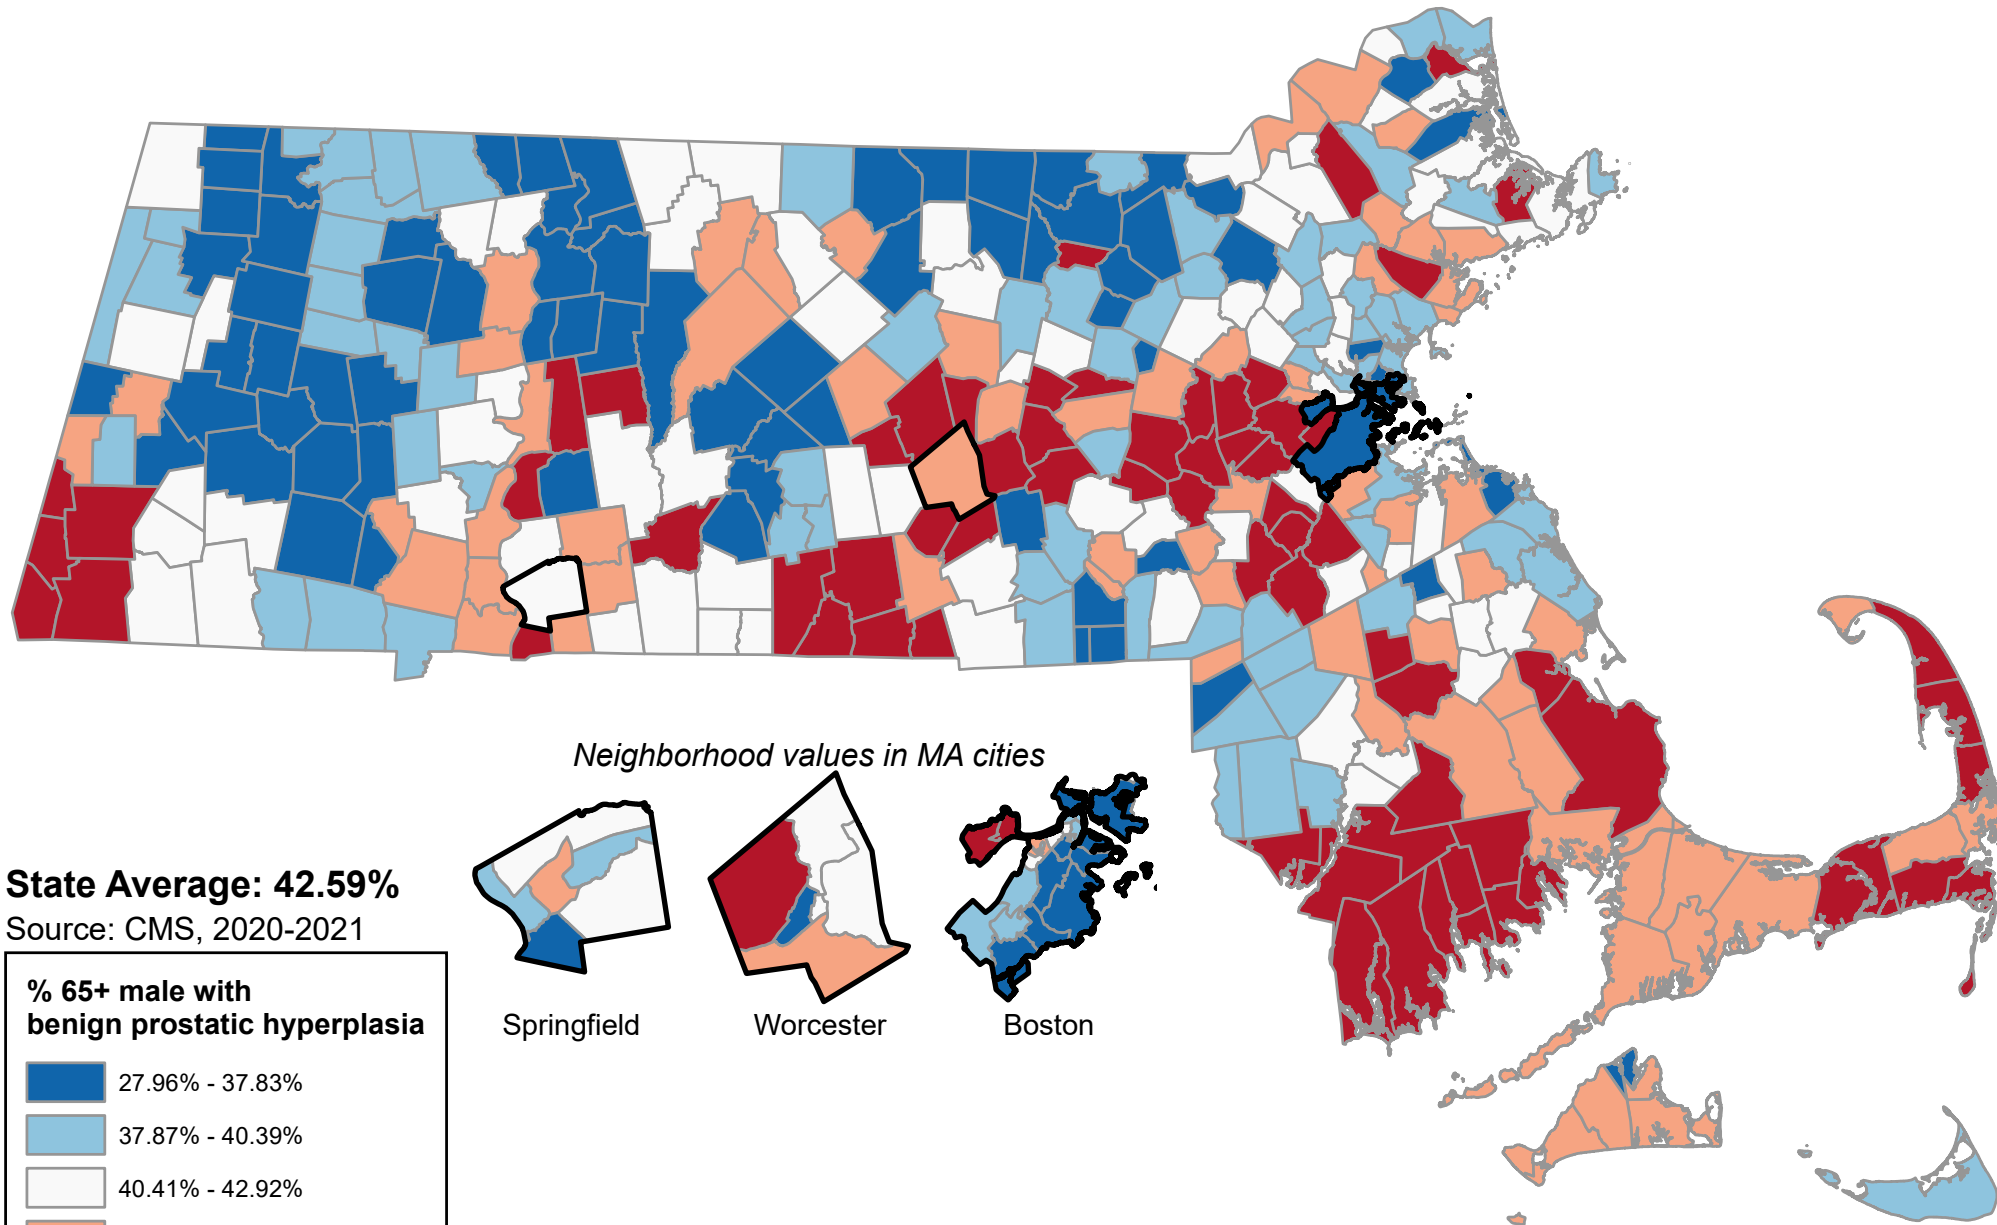 Neighborhood values in MA cities
Springfield
Worcester
Boston
State Average: 42.59%
Source: CMS, 2020-2021
% 65+ male with
benign prostatic hyperplasia
27.96% - 37.83%
37.87% - 40.39%
40.41% - 42.92%